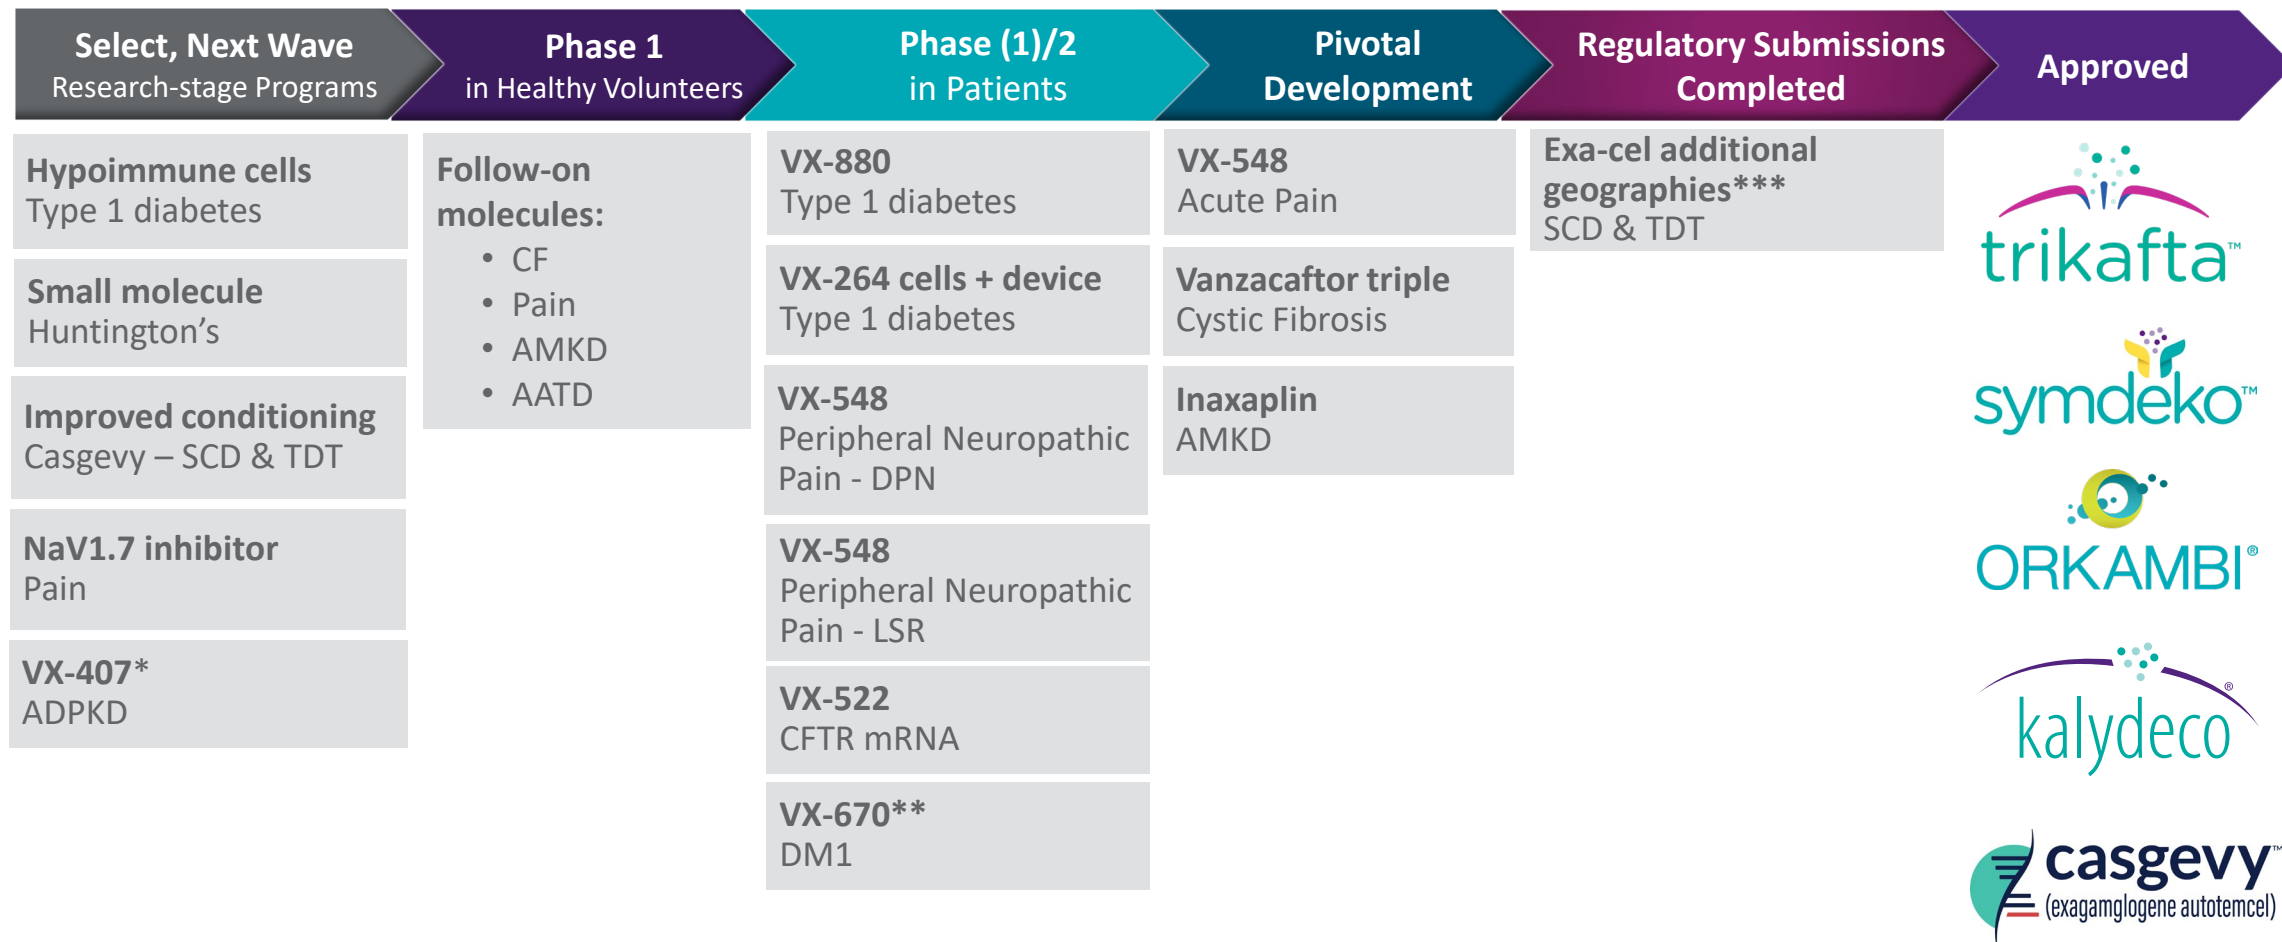 Select, Next Wave
Research-stage Programs
Phase 1
in Healthy Volunteers
Phase (1)/2
in Patients
Pivotal
Development
Regulatory Submissions
Completed
Approved
Hypoimmune cells
Type 1 diabetes
Small molecule
Huntington’s
Improved conditioning
Casgevy – SCD & TDT
NaV1.7 inhibitor
Pain
VX-407*
ADPKD
Follow-on
molecules:
• CF
• Pain
• AMKD
• AATD
VX-880
Type 1 diabetes
VX-264 cells + device
Type 1 diabetes
VX-548
Peripheral Neuropathic
Pain - DPN
VX-548
Peripheral Neuropathic
Pain - LSR
VX-522
CFTR mRNA
VX-670**
DM1
VX-548
Acute Pain
Vanzacaftor triple
Cystic Fibrosis
Inaxaplin
AMKD
Exa-cel additional
geographies***
SCD & TDT
trikafta™
symdeko™
ORKAMBI®
kalydeco®
casgevy™
(exagamglogene autotemcel)